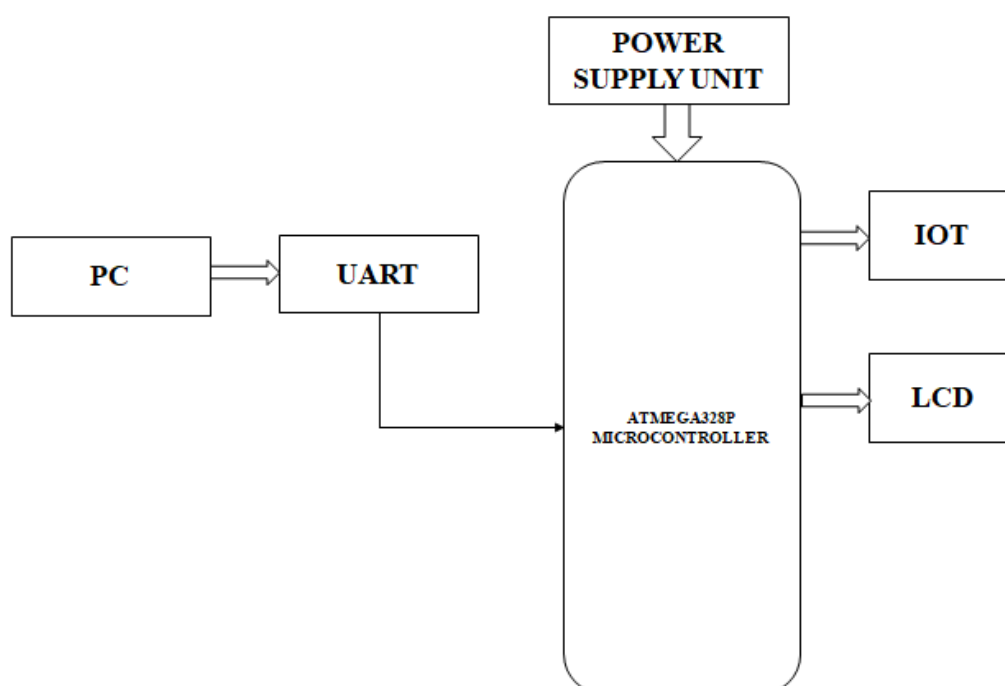 POWER
SUPPLY UNIT
IOT
PC
UART
LCD
ATMEGA328P
MICROCONTROLLER